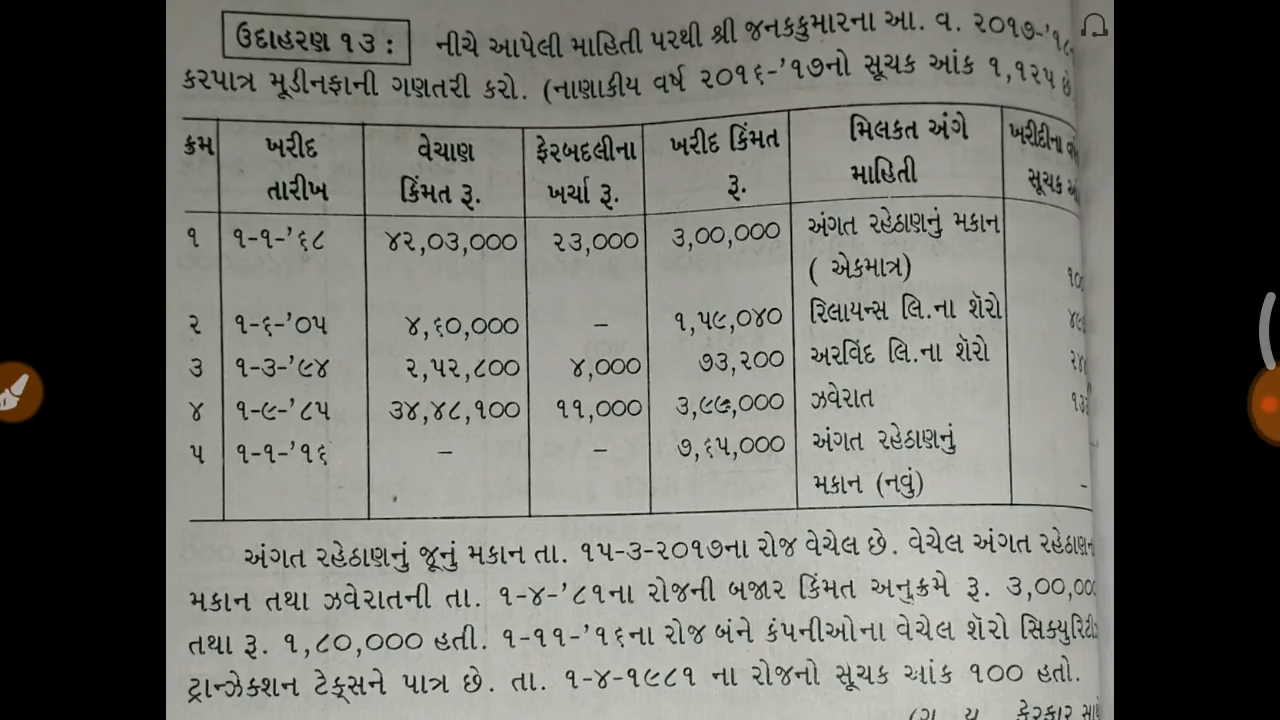 ઉદાહરણ ૧૩ : નીચે આપેલી માહિતી પરથી શ્રી જનકકુમારના આ. વ. ૨૦૧૭-’૧૮
કરપાત્ર મૂડીનફાની ગણતરી કરો. (નાણાકીય વર્ષ ૨૦૧૬-’૧૭નો સૂચક આંક ૧,૧૨૫ છે
ક્રમ ખરીદ તારીખ વેચાણ કિંમત રૂ. ફેરબદલીના ખર્ચા રૂ. ખરીદ કિંમત રૂ. મિલકત અંગે માહિતી ખરીદીના સૂચક
૧ ૧-૧-’૬૮ ૪૨,૦૩,૦૦૦ ૨૩,૦૦૦ ૩,૦૦,૦૦૦ અંગત રહેઠાણનું મકાન
( એકમાત્ર)
૨ ૧-૬-’૦૫ ૪,૬૦,૦૦૦ – ૧,૫૯,૦૪૦ રિલાયન્સ લિ.ના શૅરો
૩ ૧-૩-’૯૪ ૨,૫૨,૮૦૦ ૪,૦૦૦ ૭૩,૨૦૦ અરવિંદ લિ.ના શૅરો
૪ ૧-૯-’૮૫ ૩૪,૪૮,૧૦૦ ૧૧,૦૦૦ ૩,૯૯,૦૦૦ ઝવેરાત
૫ ૧-૧-’૧૬ – – ૭,૬૫,૦૦૦ અંગત રહેઠાણનું
મકાન (નવું) –
અંગત રહેઠાણનું જૂનું મકાન તા. ૧૫-૩-૨૦૧૭ના રોજ વેચેલ છે. વેચેલ અંગત રહેઠાણના
મકાન તથા ઝવેરાતની તા. ૧-૪-’૮૧ના રોજની બજાર કિંમત અનુક્રમે રૂ. ૩,૦૦,૦૦૦
તથા રૂ. ૧,૮૦,૦૦૦ હતી. ૧-૧૧-’૧૬ના રોજ બંને કંપનીઓના વેચેલ શૅરો સિક્યુરિટીઝ
ટ્રાન્ઝેક્શન ટેક્સને પાત્ર છે. તા. ૧-૪-૧૯૮૧ ના રોજનો સૂચક આંક ૧૦૦ હતો.